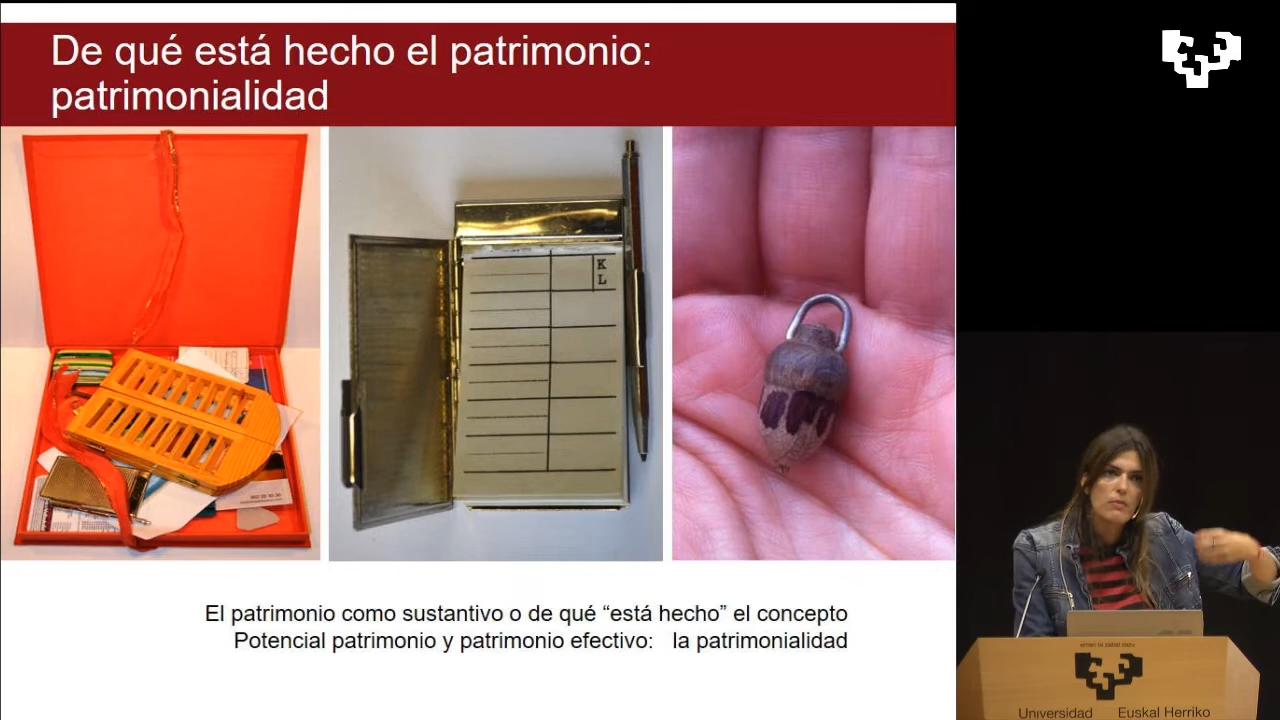 De qué está hecho el patrimonio:
patrimonialidad
K
L
El patrimonio como sustantivo o de qué “está hecho” el concepto
Potencial patrimonio y patrimonio efectivo: la patrimonialidad
Universidad Euskal Herriko